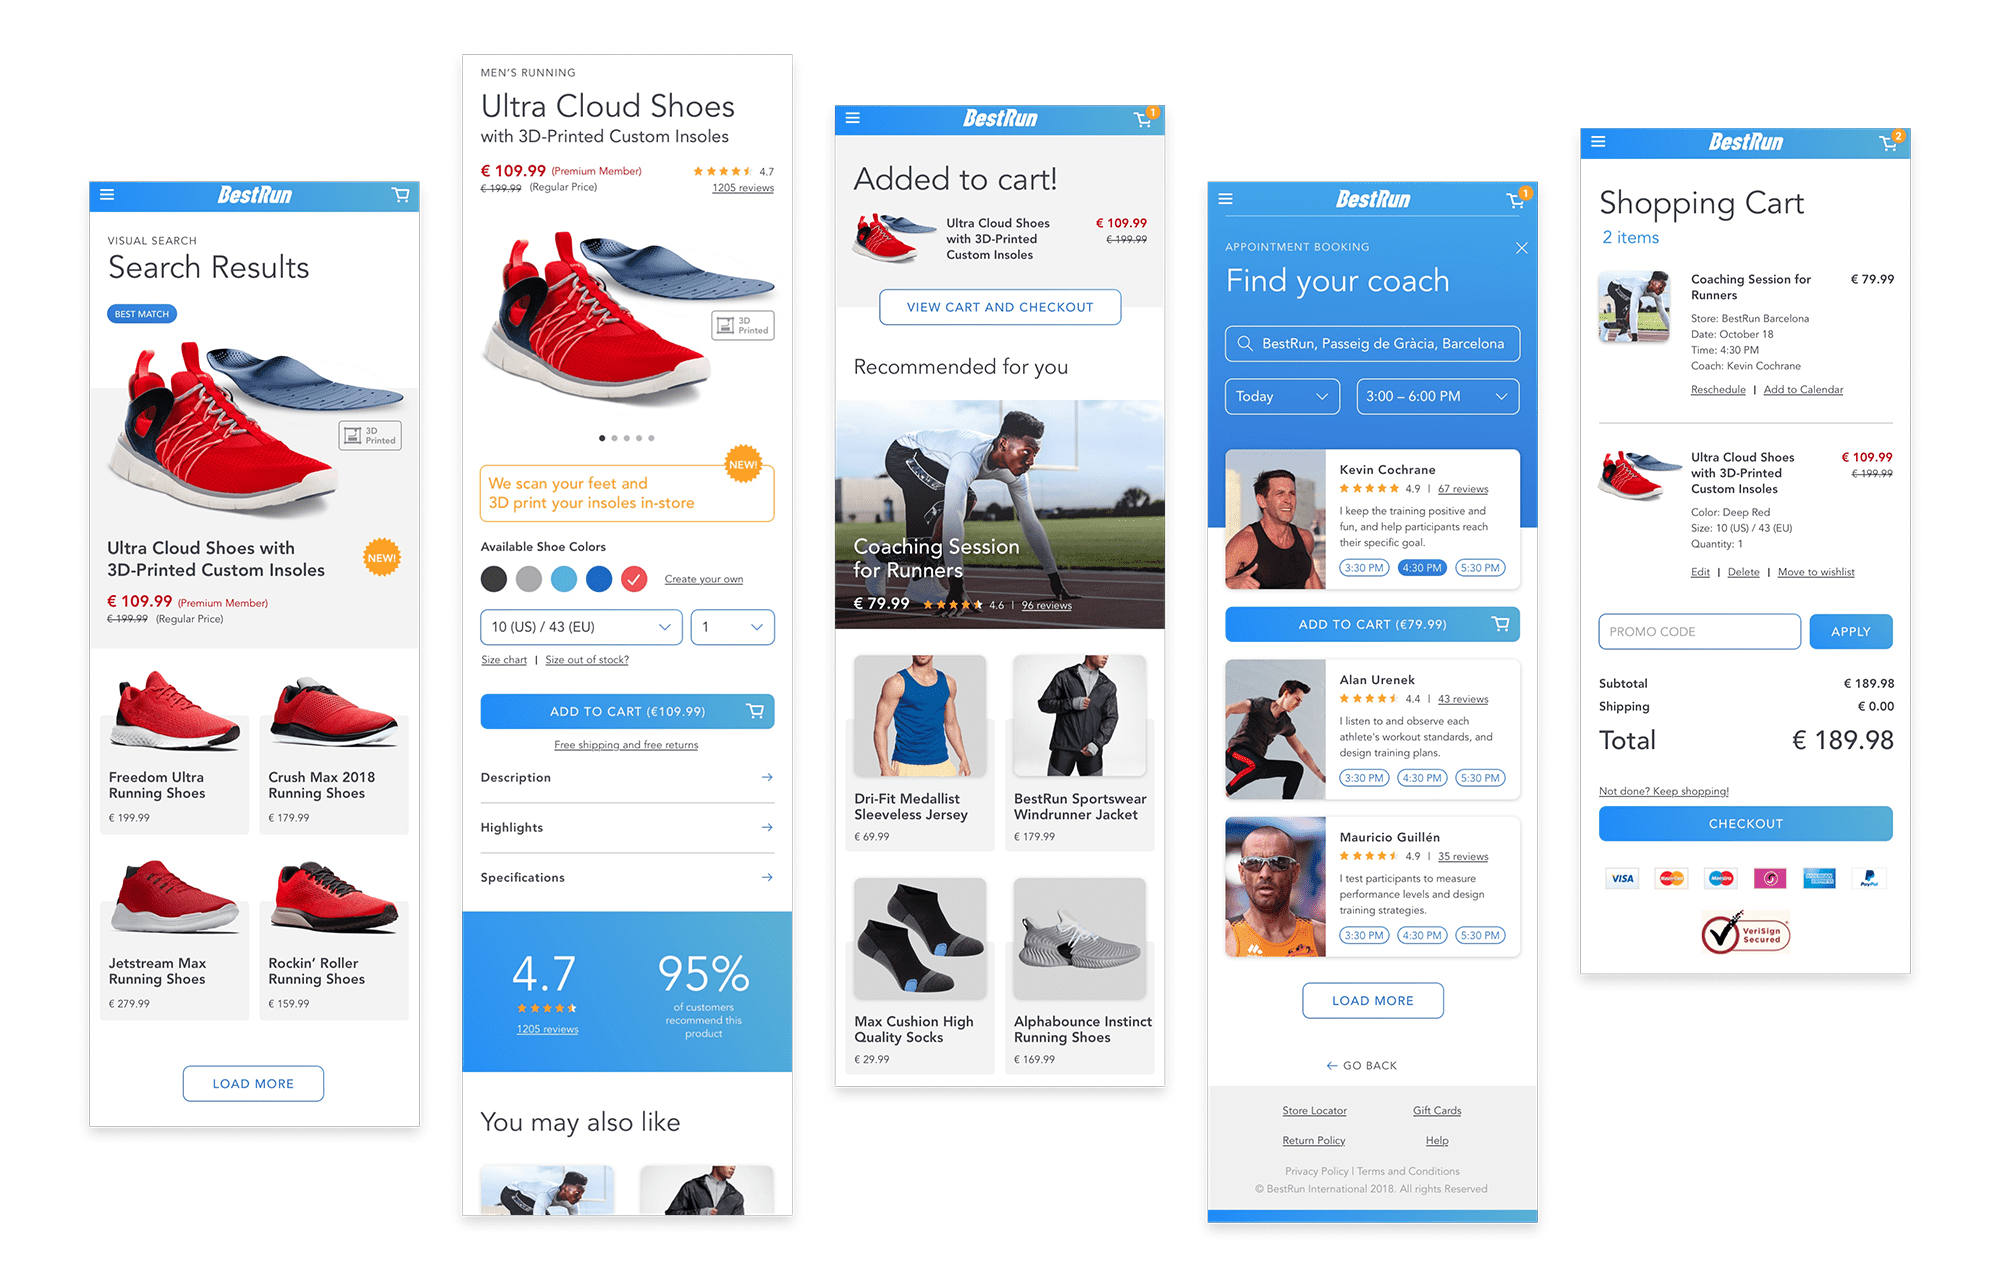 BestRun
VISUAL SEARCH
Search Results
BEST MATCH
3D
Printed
Ultra Cloud Shoes with
3D-Printed Custom Insoles
NEW!
€ 109.99 (Premium Member)
€ 199.99 (Regular Price)
Freedom Ultra
Running Shoes
€ 199.99
Crush Max 2018
Running Shoes
€ 179.99
Jetstream Max
Running Shoes
€ 279.99
Rockin’ Roller
Running Shoes
€ 159.99
LOAD MORE
MEN’S RUNNING
Ultra Cloud Shoes
with 3D-Printed Custom Insoles
€ 109.99 (Premium Member)
€ 199.99 (Regular Price)
4.7
1205 reviews
3D
Printed
NEW!
We scan your feet and
3D print your insoles in-store
Available Shoe Colors
Create your own
10 (US) / 43 (EU)
1
Size chart | Size out of stock?
ADD TO CART (€109.99)
Free shipping and free returns
Description
Highlights
Specifications
4.7
1205 reviews
95%
of customers
recommend this
product
You may also like
BestRun
1
Added to cart!
Ultra Cloud Shoes
with 3D-Printed
Custom Insoles
€ 109.99
€ 199.99
VIEW CART AND CHECKOUT
Recommended for you
Coaching Session
for Runners
€ 79.99 4.6 | 96 reviews
Dri-Fit Medallist
Sleeveless Jersey
€ 69.99
BestRun Sportswear
Windrunner Jacket
€ 179.99
Max Cushion High
Quality Socks
€ 29.99
Alphabounce Instinct
Running Shoes
€ 169.99
BestRun
1
APPOINTMENT BOOKING
Find your coach
BestRun, Passeig de Gràcia, Barcelona
Today
3:00 – 6:00 PM
Kevin Cochrane
4.9 | 67 reviews
I keep the training positive and
fun, and help participants reach
their specific goal.
3:30 PM 4:30 PM 5:30 PM
ADD TO CART (€79.99)
Alan Urenek
4.4 | 43 reviews
I listen to and observe each
athlete's workout standards, and
design training plans.
3:30 PM 4:30 PM 5:30 PM
Mauricio Guillén
4.9 | 35 reviews
I test participants to measure
performance levels and design
training strategies.
3:30 PM 4:30 PM 5:30 PM
LOAD MORE
GO BACK
Store Locator Gift Cards
Return Policy Help
Privacy Policy | Terms and Conditions
© BestRun International 2018. All rights Reserved
BestRun
2
Shopping Cart
2 items
Coaching Session for
Runners
€ 79.99
Store: BestRun Barcelona
Date: October 18
Time: 4:30 PM
Coach: Kevin Cochrane
Reschedule | Add to Calendar
Ultra Cloud Shoes
with 3D-Printed
Custom Insoles
€ 109.99
€ 199.99
Color: Deep Red
Size: 10 (US) / 43 (EU)
Quantity: 1
Edit | Delete | Move to wishlist
PROMO CODE
APPLY
Subtotal € 189.98
Shipping € 0.00
Total € 189.98
Not done? Keep shopping!
CHECKOUT
VISA
MasterCard
Maestro
AMERICAN EXPRESS
PayPal
VeriSign
Secured